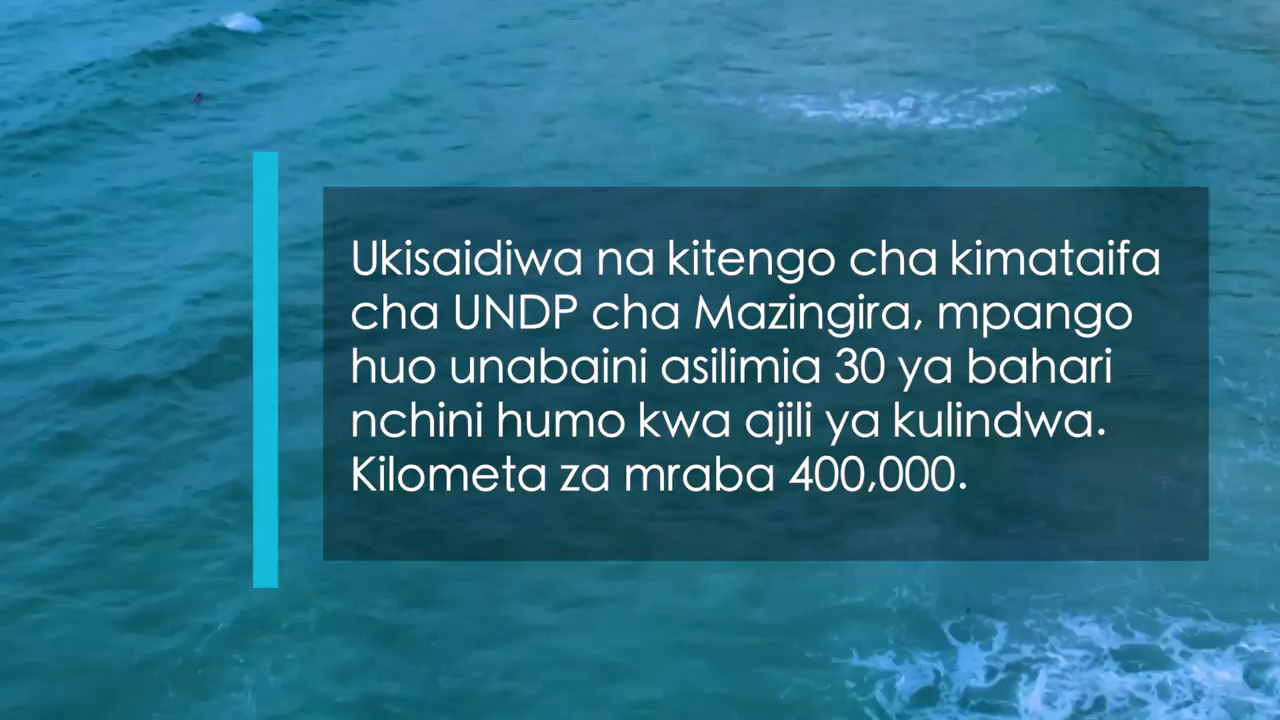 Ukisaidiwa na kitengo cha kimataifa
cha UNDP cha Mazingira, mpango
huo unabaini asilimia 30 ya bahari
nchini humo kwa ajili ya kulindwa.
Kilometa za mraba 400,000.